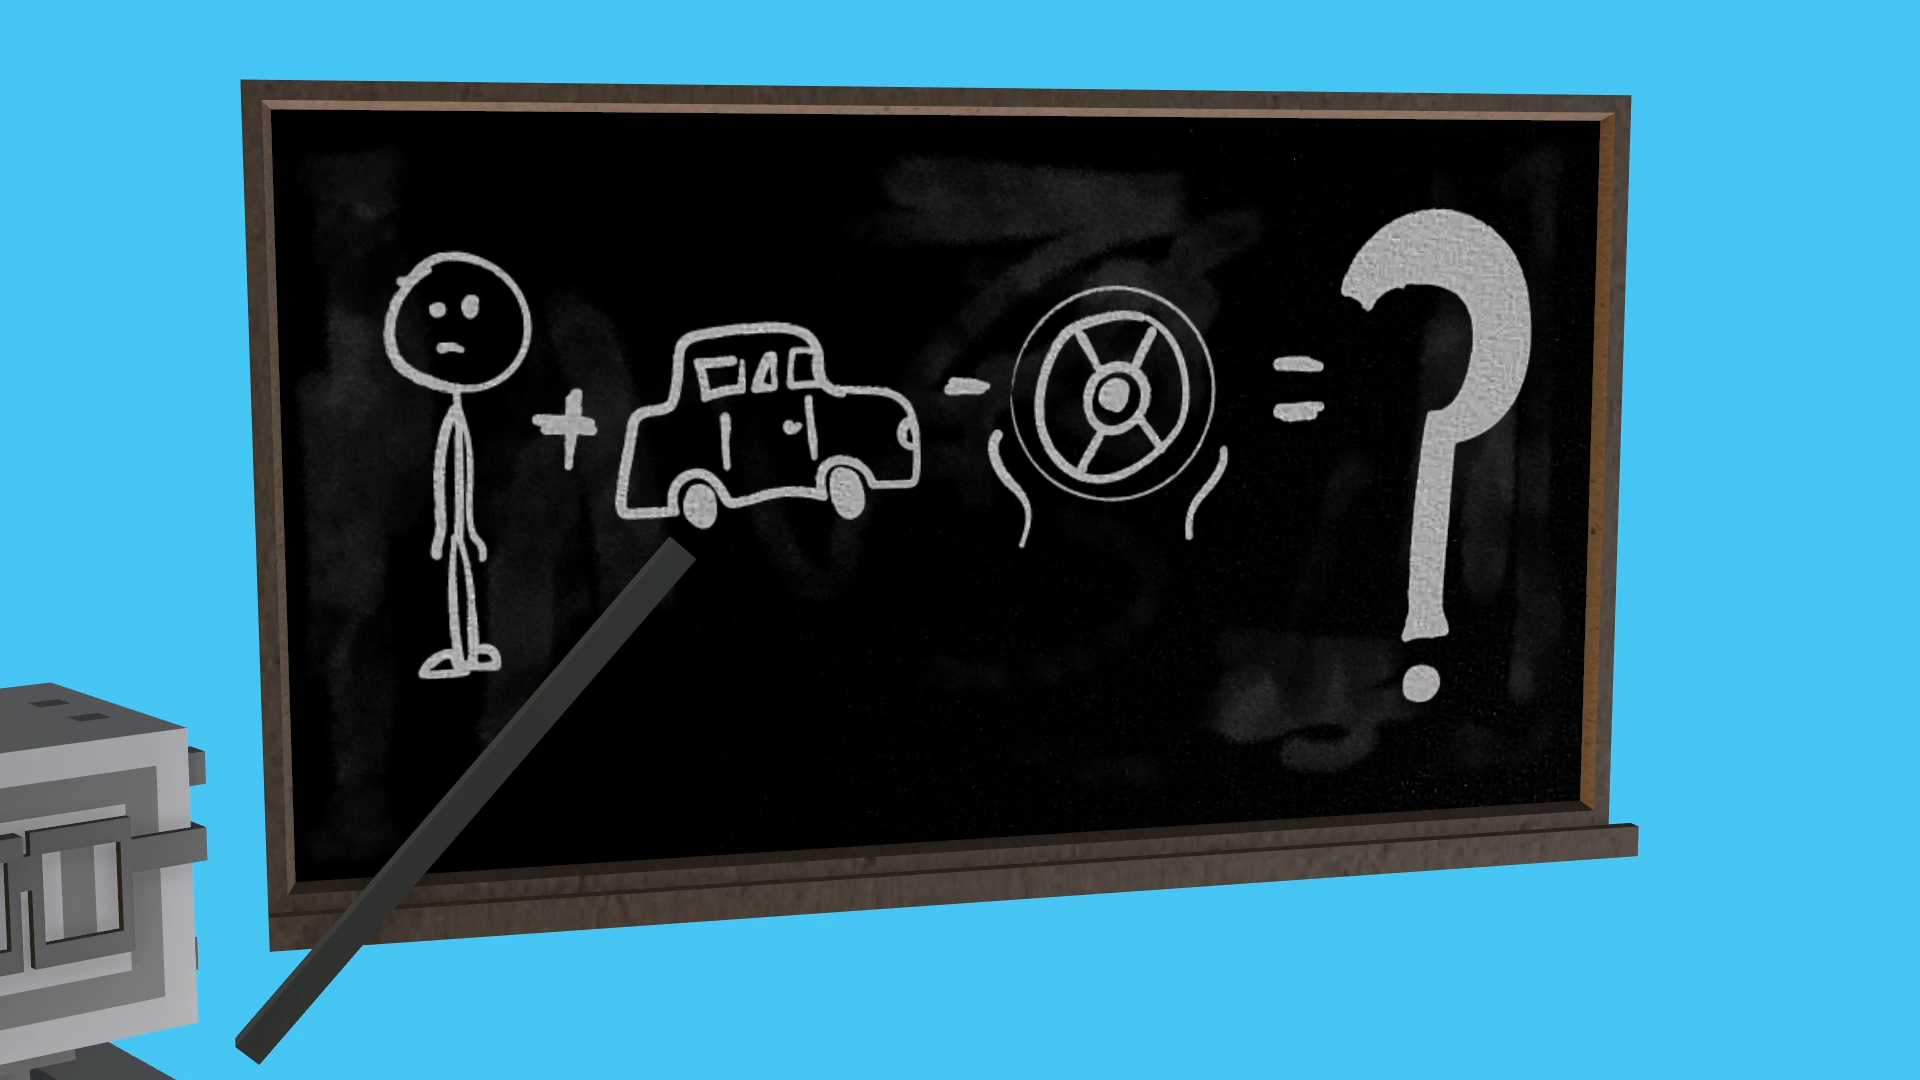 + - = ?